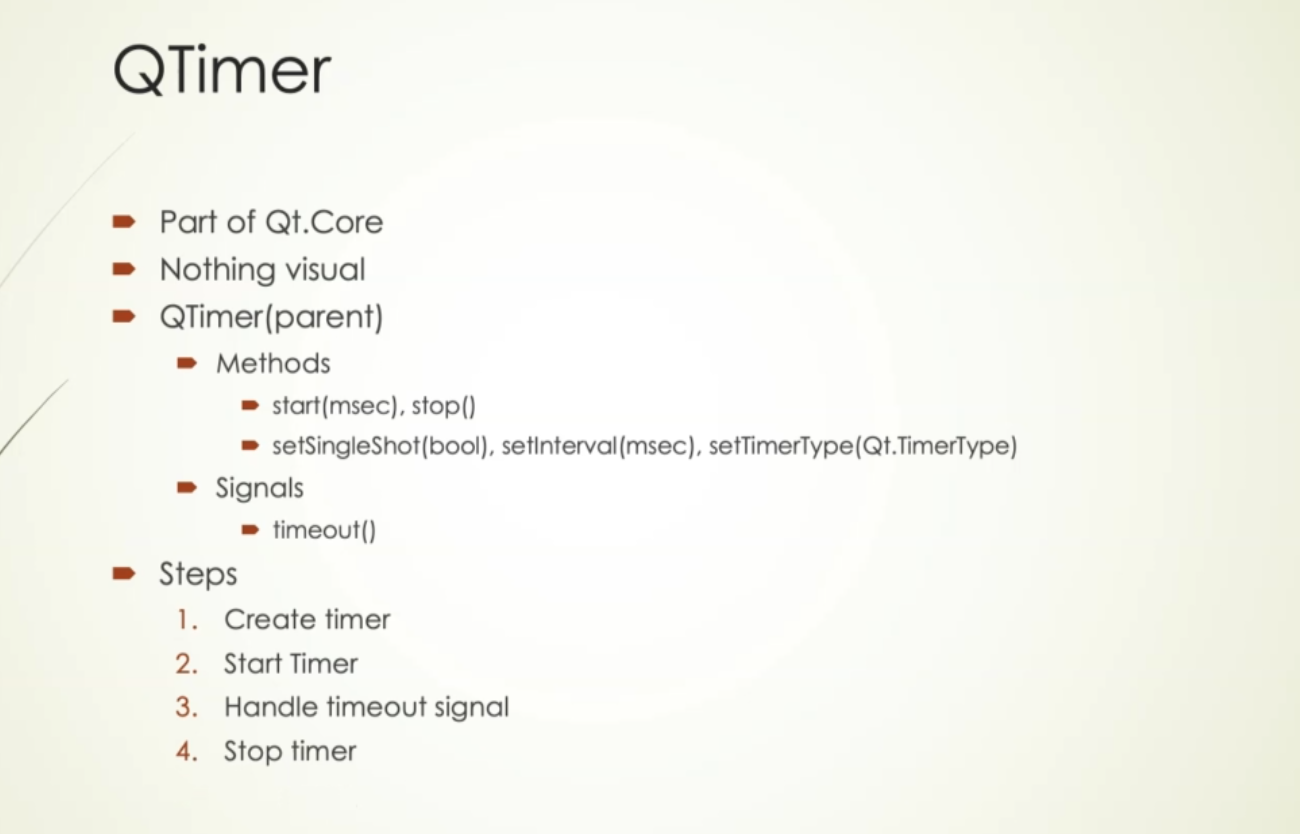 QTimer
Part of Qt.Core
Nothing visual
QTimer(parent)
Methods
start(msec), stop()
setSingleShot(bool), setInterval(msec), setTimerType(Qt.TimerType)
Signals
timeout()
Steps
1. Create timer
2. Start Timer
3. Handle timeout signal
4. Stop timer